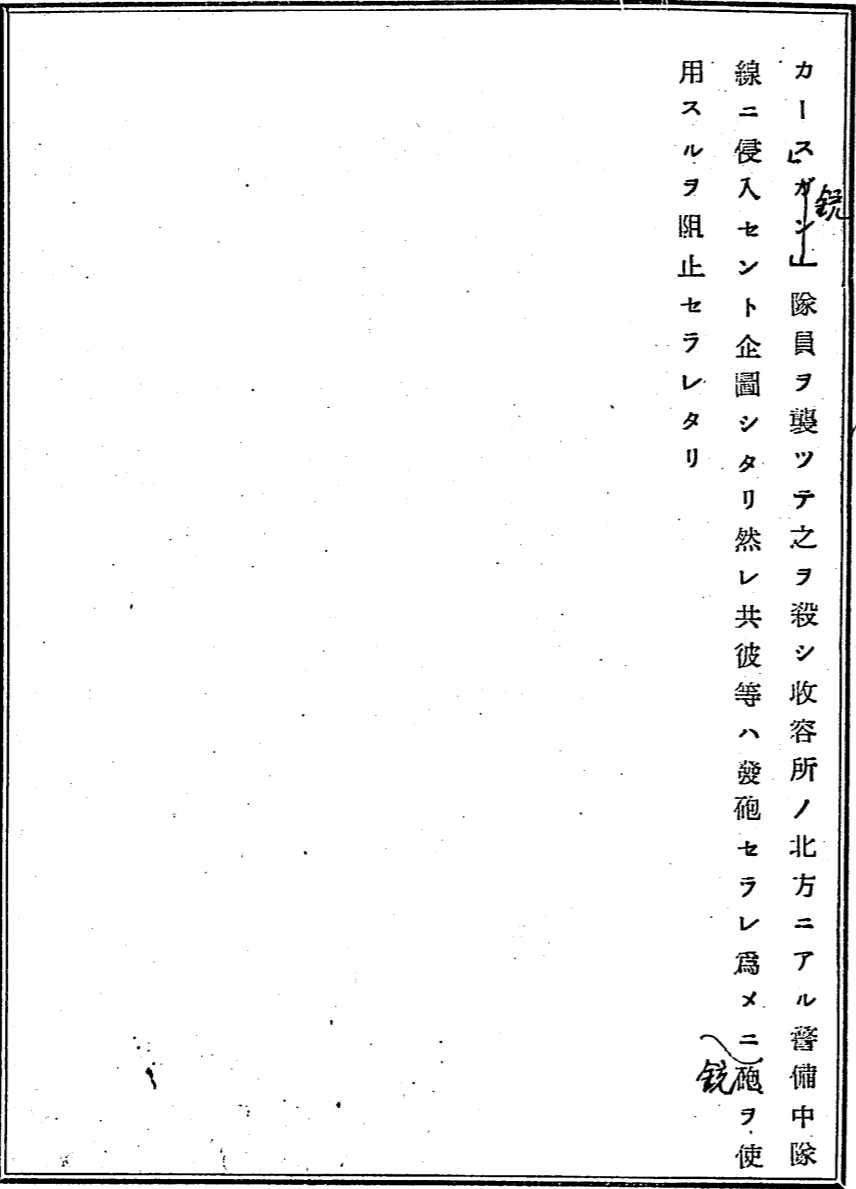 カース「ガン」隊員ヲ襲ツテ之ヲ殺シ收容所ノ北方ニアル警備中隊
銃
線ニ侵入セント企圖シタリ然レ共彼等ハ發砲セラレ爲メニ砲ヲ使
銃
用スルヲ阻止セラレタリ